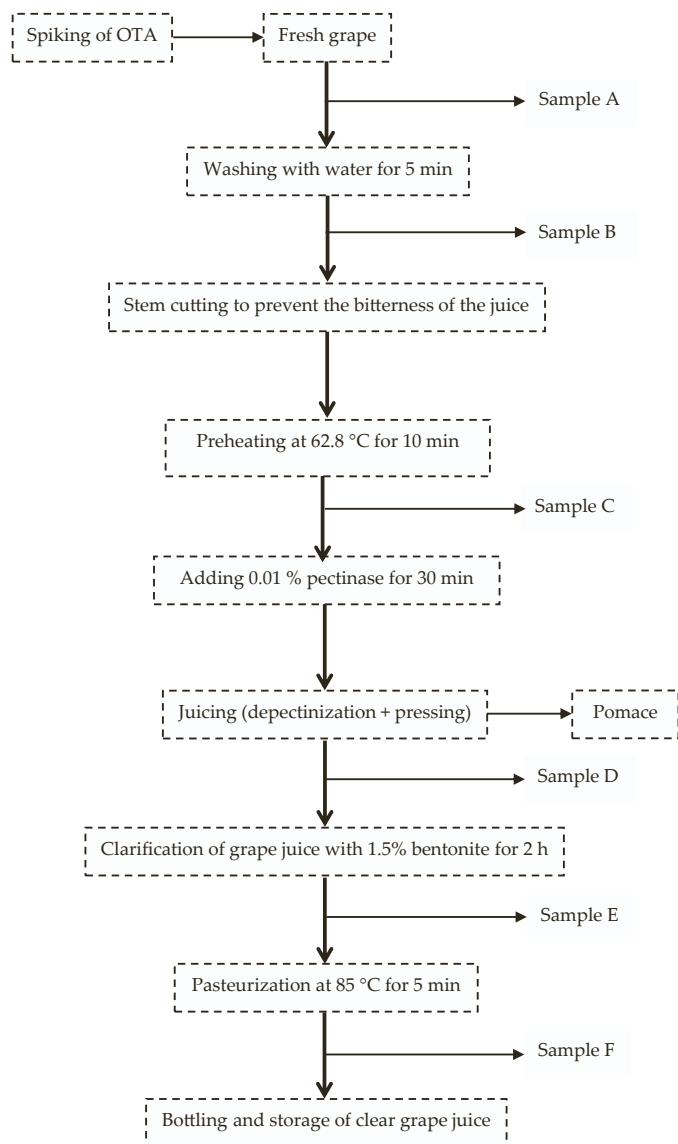 Spiking of OTA
Fresh grape
Sample A
Washing with water for 5 min
Sample B
Stem cutting to prevent the bitterness of the juice
Preheating at 62.8 °C for 10 min
Sample C
Adding 0.01 % pectinase for 30 min
Juicing (depectinization + pressing)
Pomace
Sample D
Clarification of grape juice with 1.5% bentonite for 2 h
Sample E
Pasteurization at 85 °C for 5 min
Sample F
Bottling and storage of clear grape juice